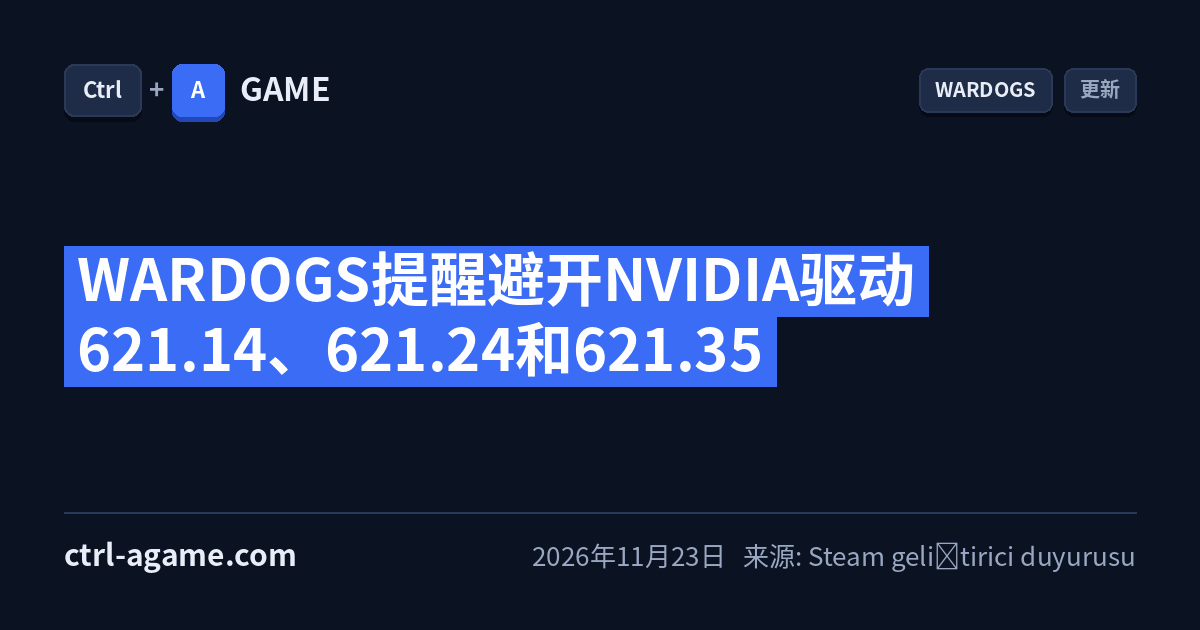 Ctrl + A GAME
WARDOGS 更新
WARDOGS提醒避开NVIDIA驱动
621.14、621.24和621.35
ctrl-agame.com
2026年11月23日 来源: Steam duyurusu